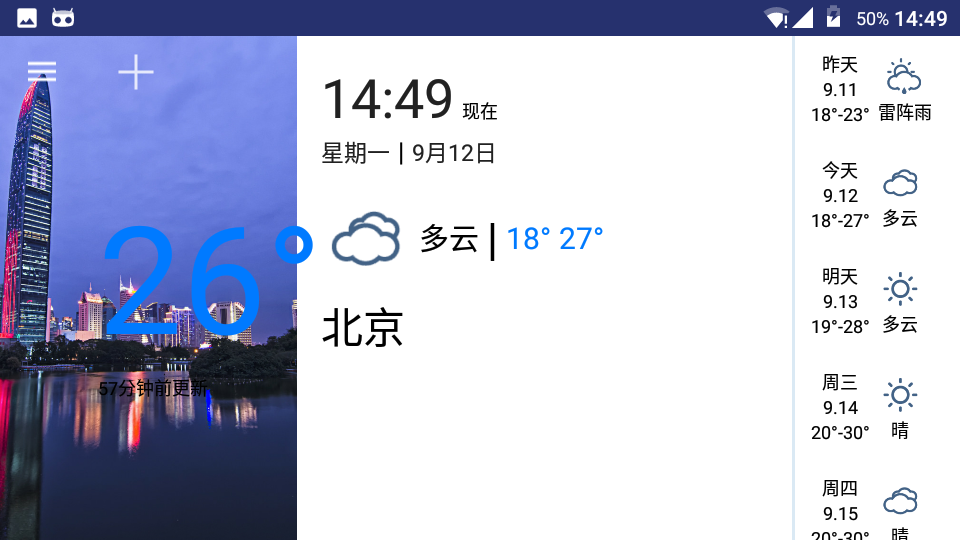 50% 14:49
14:49 现在
星期一 | 9月12日
26°
多云 | 18° 27°
北京
57分钟前更新
昨天
9.11
18°-23° 雷阵雨
今天
9.12
18°-27° 多云
明天
9.13
19°-28° 多云
周三
9.14
20°-30° 晴
周四
9.15
20°-30° 晴